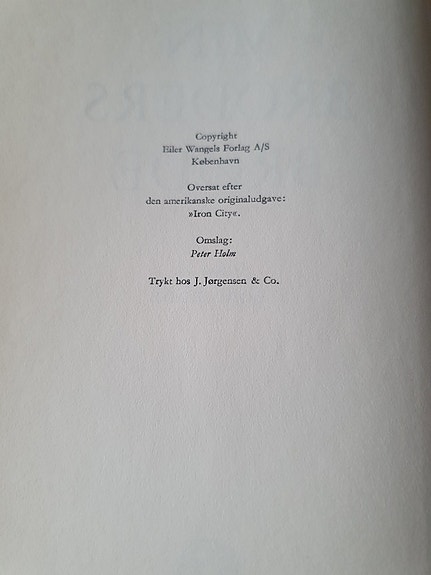 Copyright
Eiler Wangels Forlag A/S
København
Oversat efter
den amerikanske originaludgave:
»Iron City«.
Omslag:
Peter Holm
Trykt hos J. Jørgensen & Co.